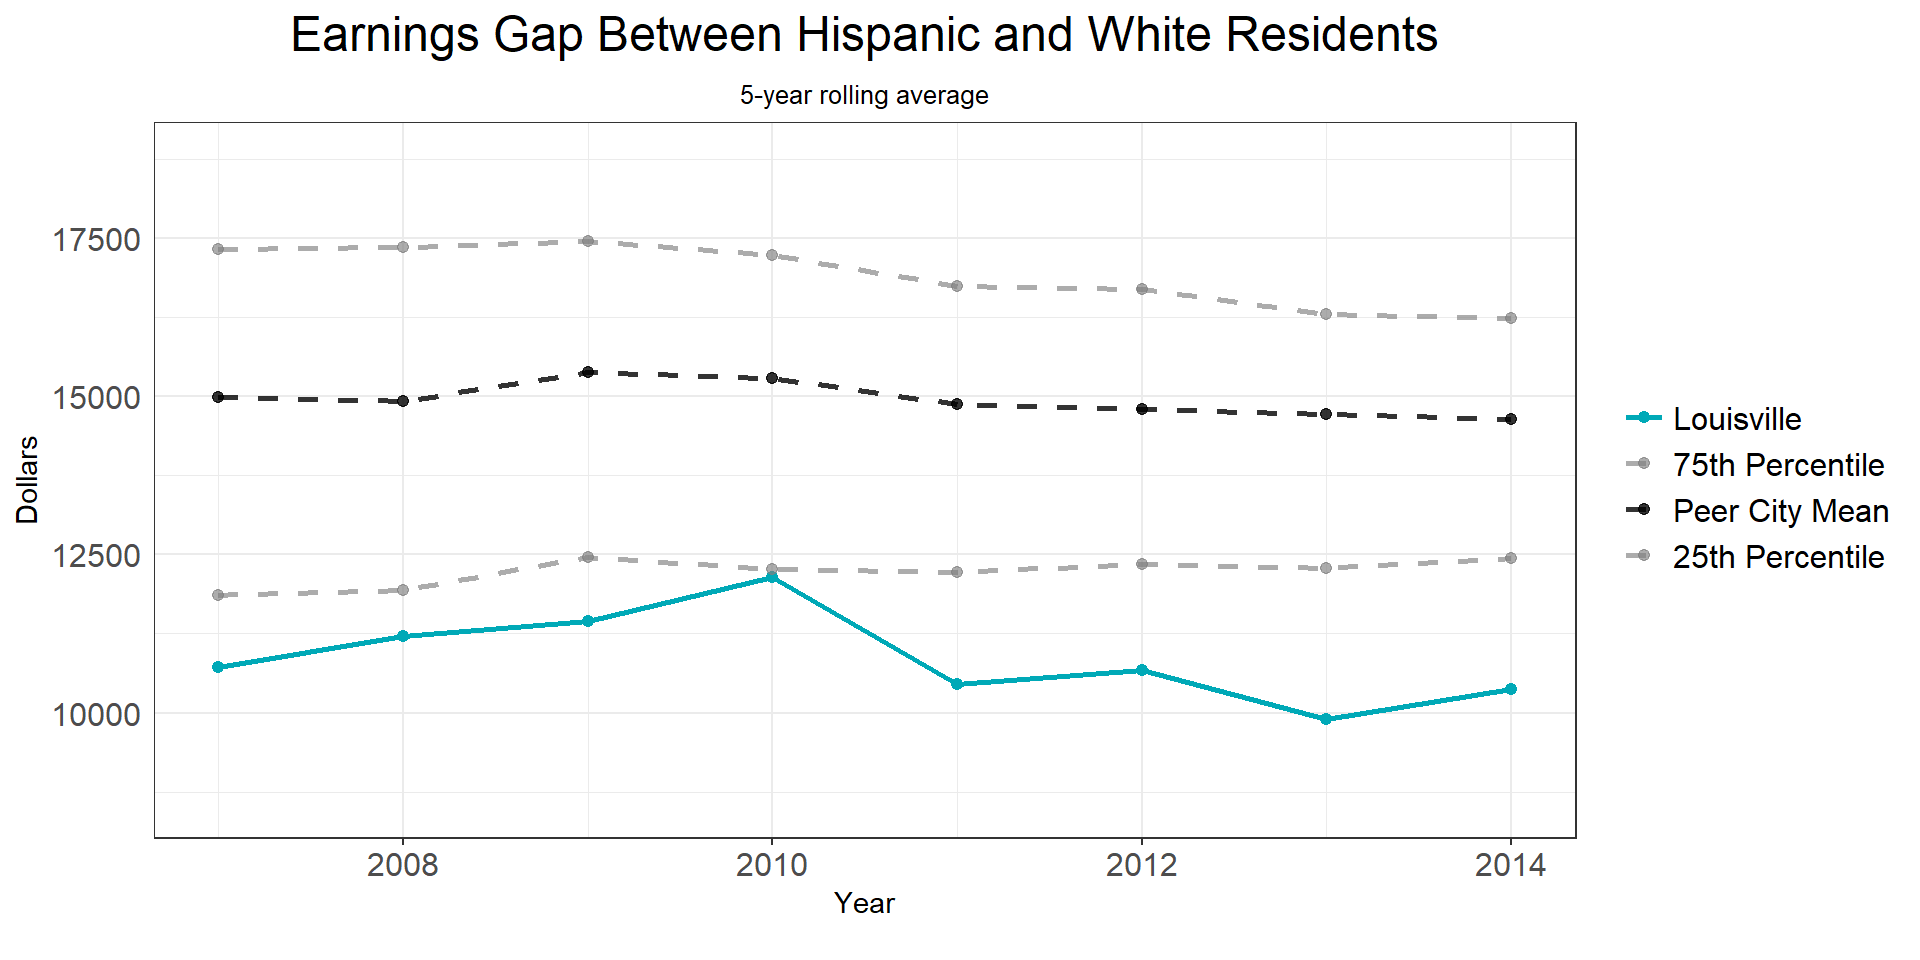 Earnings Gap Between Hispanic and White Residents
5-year rolling average
17500
15000
12500
10000
Dollars
2008
2010
2012
2014
Year
Louisville
75th Percentile
Peer City Mean
25th Percentile